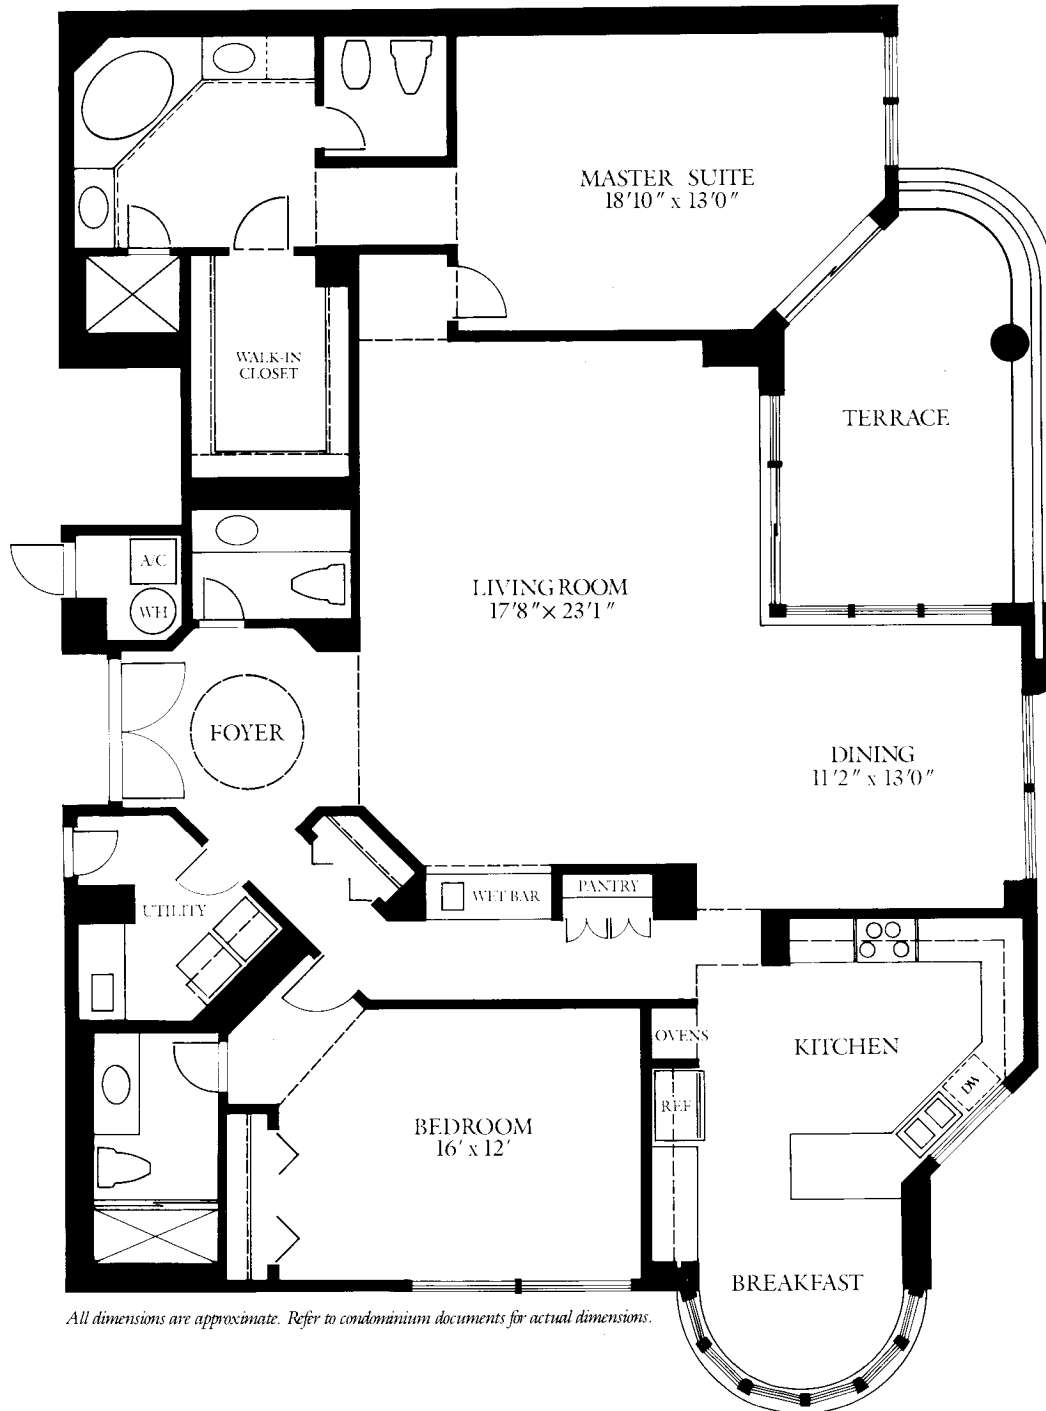 MASTER SUITE
18'10" x 13'0"
WALK-IN
CLOSET
TERRACE
A/C
WH
LIVING ROOM
17'8" x 23'1"
FOYER
DINING
11'2" x 13'0"
UTILITY
WET BAR
PANTRY
OVENS
KITCHEN
DW
REF
BEDROOM
16' x 12'
BREAKFAST
All dimensions are approximate. Refer to condominium documents for actual dimensions.